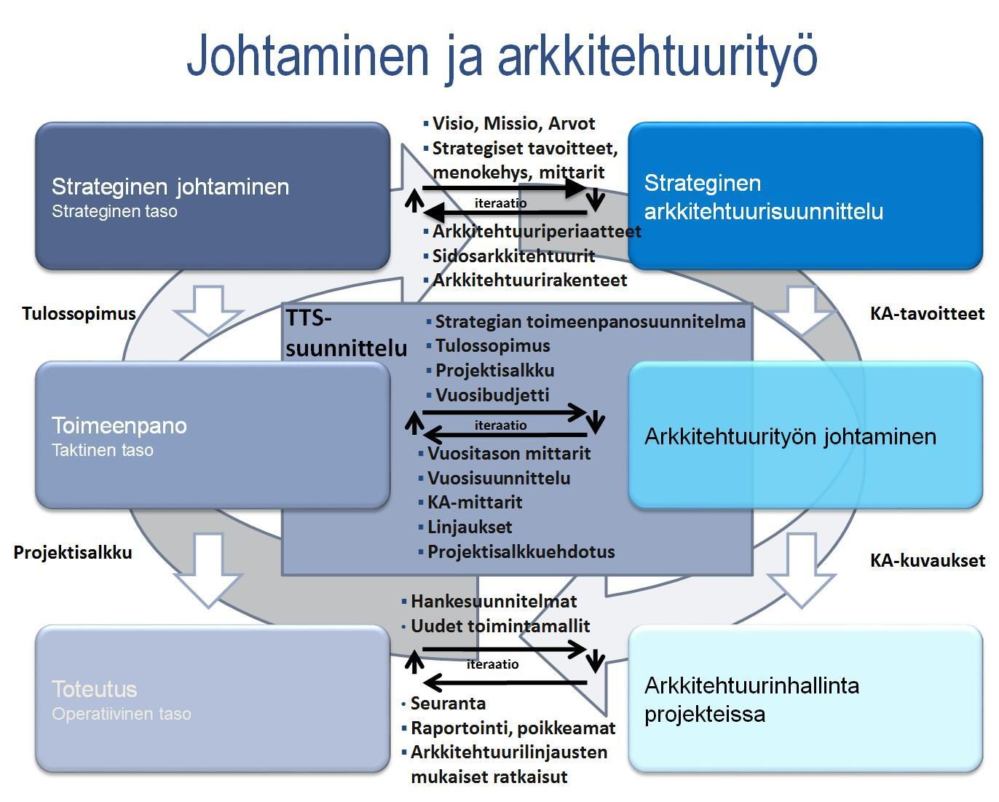 Johtaminen ja arkkitehtuurityö
Strateginen johtaminen
Strateginen taso
▪ Visio, Missio, Arvot
▪ Strategiset tavoitteet,
menokehys, mittarit
iteraatio
▪ Arkkitehtuuriperiaatteet
▪ Sidosarkkitehtuurit
▪ Arkkitehtuurirakenteet
Strateginen
arkkitehtuurisuunnittelu
Tulossopimus
KA-tavoitteet
TTS-
suunnittelu
▪ Strategian toimeenpanosuunnitelma
▪ Tulossopimus
▪ Projektisalkku
▪ Vuosibudjetti
iteraatio
▪ Vuositason mittarit
▪ Vuosisuunnittelu
▪ KA-mittarit
▪ Linjaukset
▪ Projektisalkkuehdotus
Toimeenpano
Taktinen taso
Arkkitehtuurityön johtaminen
Projektisalkku
KA-kuvaukset
▪ Hankesuunnitelmat
• Uudet toimintamallit
iteraatio
• Seuranta
▪ Raportointi, poikkeamat
▪ Arkkitehtuurilinjausten
mukaiset ratkaisut
Toteutus
Operatiivinen taso
Arkkitehtuurinhallinta
projekteissa